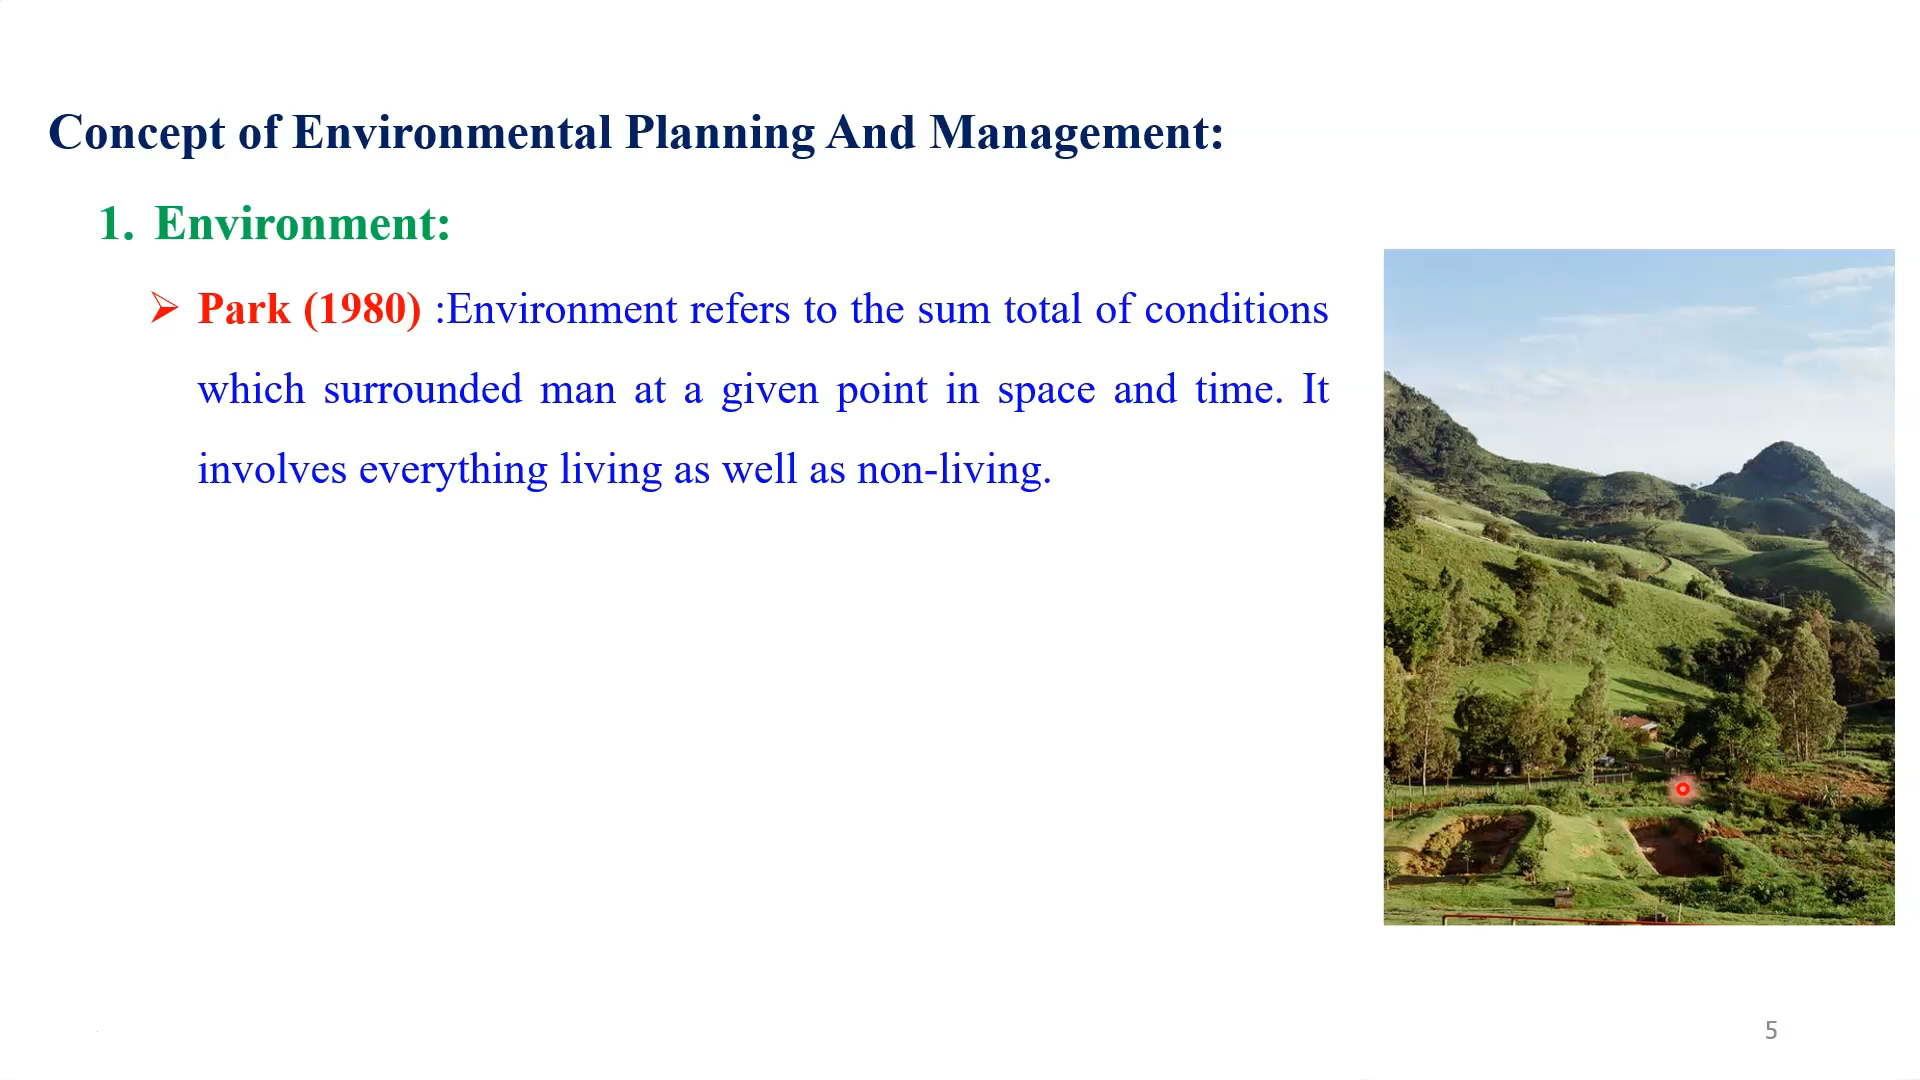 Concept of Environmental Planning And Management:
1. Environment:
➢ Park (1980) :Environment refers to the sum total of conditions
which surrounded man at a given point in space and time. It
involves everything living as well as non-living.
5